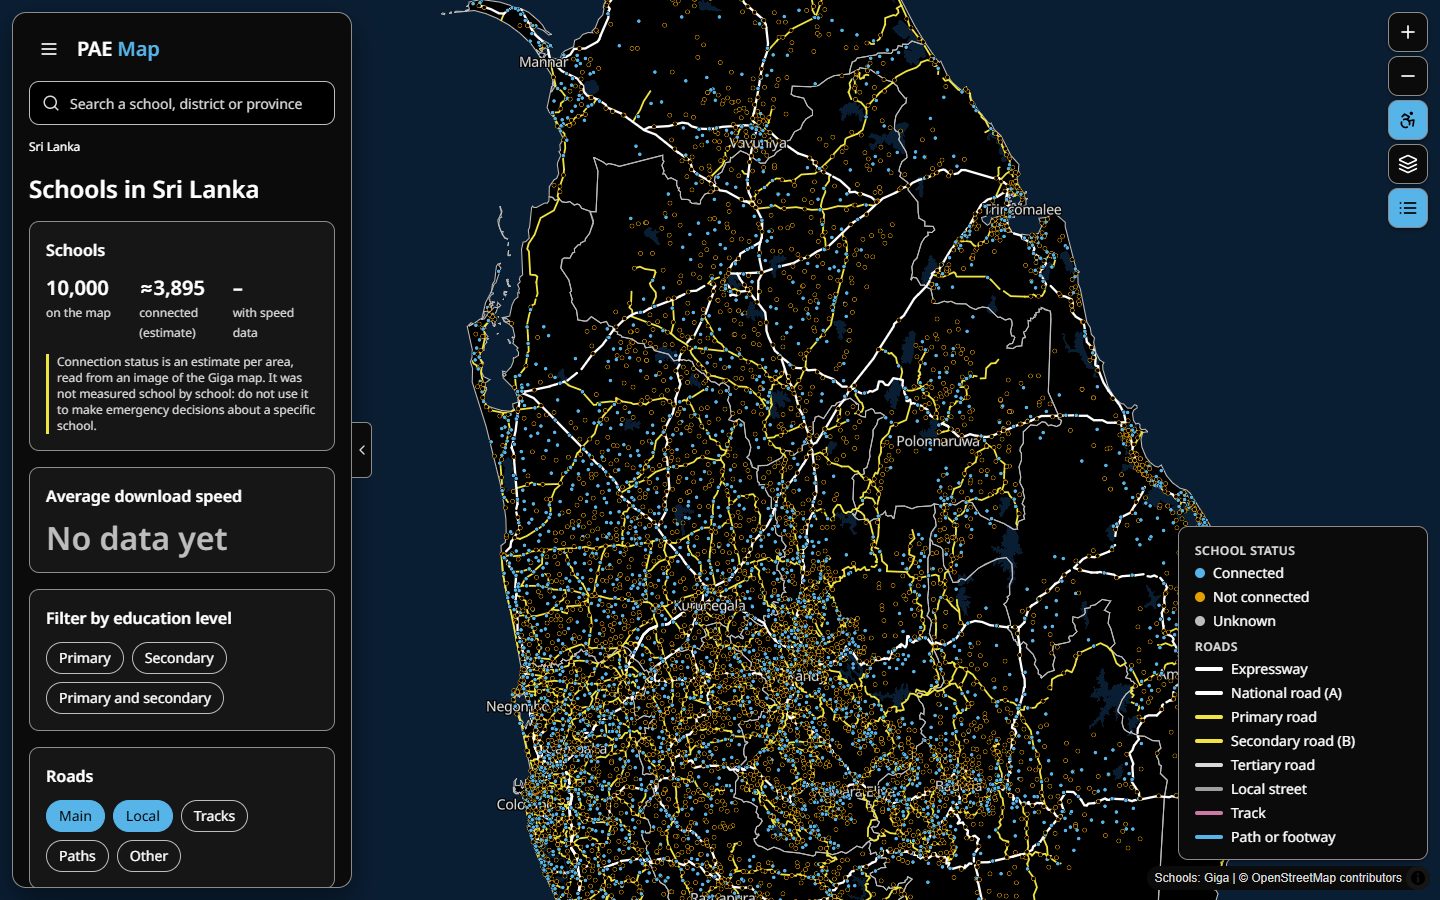 PAE Map
Search a school, district or province
Sri Lanka
Schools in Sri Lanka
Schools
10,000
on the map
≈3,895
connected
(estimate)
–
with speed
data
Connection status is an estimate per area,
read from an image of the Giga map. It was
not measured school by school: do not use it
to make emergency decisions about a specific
school.
Average download speed
No data yet
Filter by education level
Primary
Secondary
Primary and secondary
Roads
Main
Local
Tracks
Paths
Other
Mannar
Vavuniya
Trincomalee
Polonnaruwa
Kurunegala
Negombo
SCHOOL STATUS
Connected
Not connected
Unknown
ROADS
Expressway
National road (A)
Primary road
Secondary road (B)
Tertiary road
Local street
Track
Path or footway
Schools: Giga | © OpenStreetMap contributors